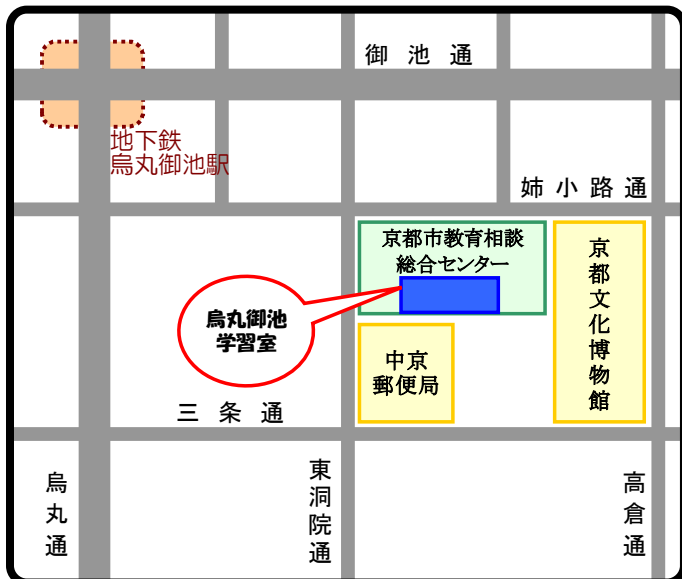 御池通
地下鉄
烏丸御池駅
姉小路通
京都市教育相談
総合センター
京都文化博物館
烏丸御池
学習室
中京
郵便局
三条通
烏丸通
東洞院通
高倉通